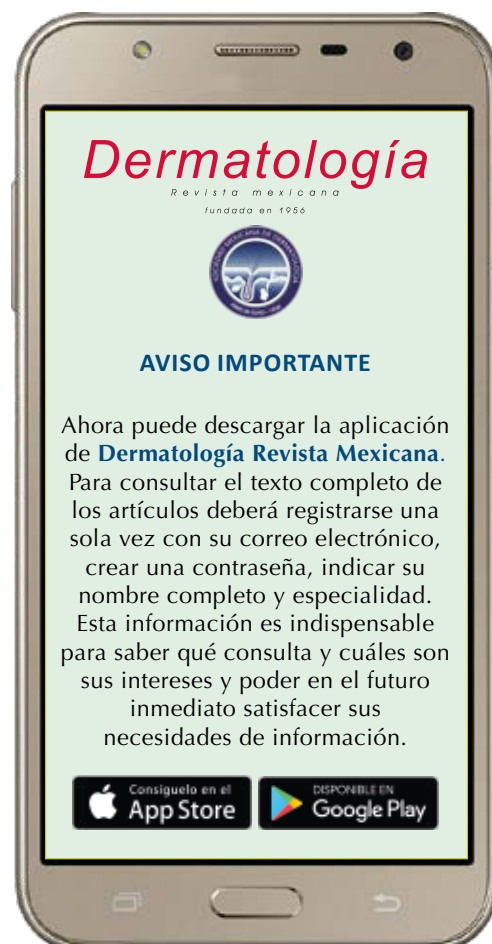 Dermatología
Revista mexicana
fundada en 1956
AVISO IMPORTANTE
Ahora puede descargar la aplicación
de Dermatología Revista Mexicana.
Para consultar el texto completo de
los artículos deberá registrarse una
sola vez con su correo electrónico,
crear una contraseña, indicar su
nombre completo y especialidad.
Esta información es indispensable
para saber qué consulta y cuáles son
sus intereses y poder en el futuro
inmediato satisfacer sus
necesidades de información.
Consiguelo en el
App Store
DISPONIBLE EN
Google Play